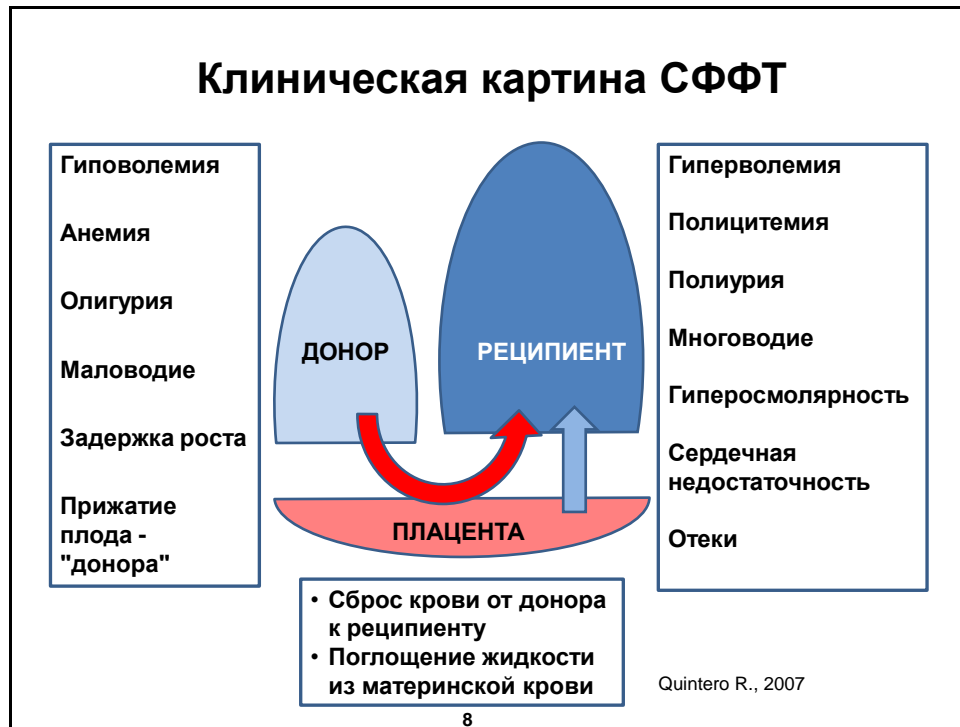 Клиническая картина СФФТ
Гиповолемия
Анемия
Олигурия
Маловодие
Задержка роста
Прижатие
плода -
"донора"
ДОНОР
РЕЦИПИЕНТ
ПЛАЦЕНТА
Гиперволемия
Полицитемия
Полиурия
Многоводие
Гиперосмолярность
Сердечная
недостаточность
Отеки
• Сброс крови от донора
к реципиенту
• Поглощение жидкости
из материнской крови
Quintero R., 2007
8